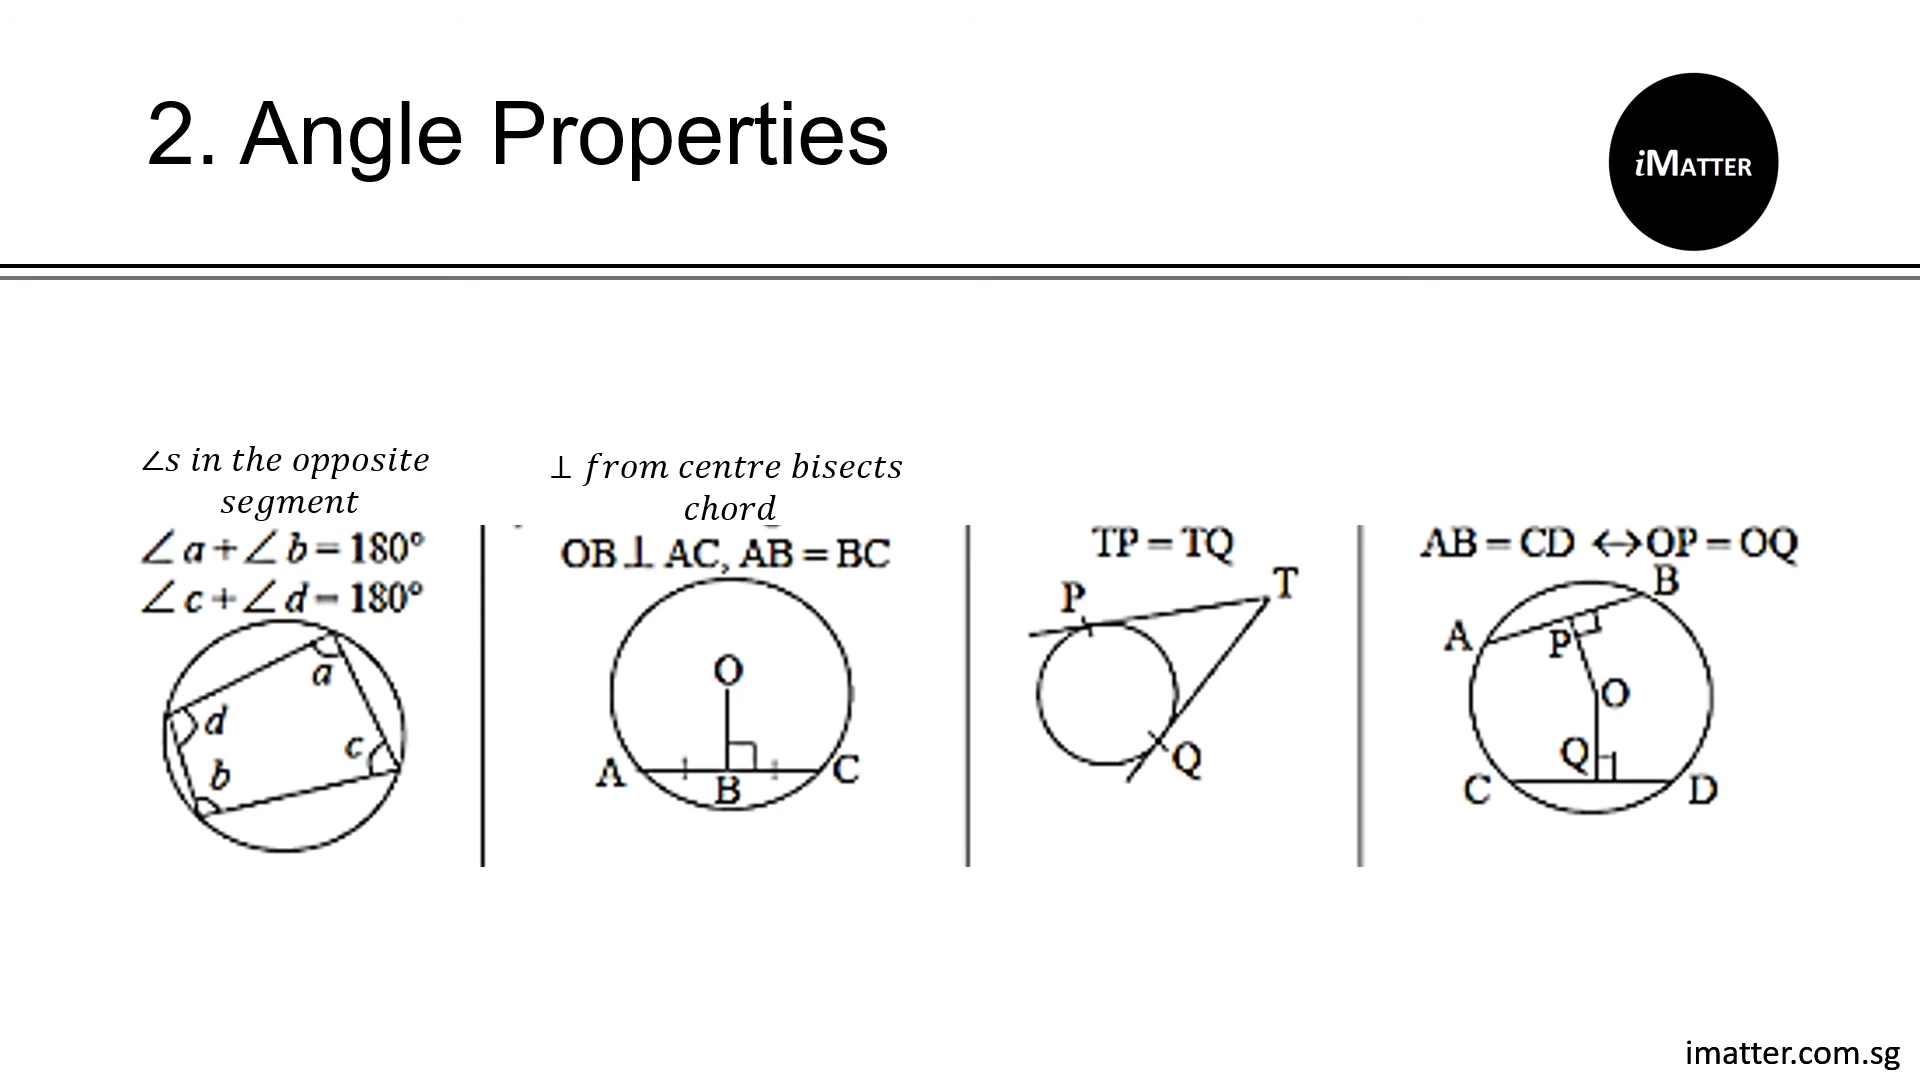 2. Angle Properties
iMATTER
∠s in the opposite
segment
∠a+∠b=180°
∠c+∠d=180°
a
d
c
b
⊥ from centre bisects
chord
OB⊥AC, AB=BC
O
A
B
C
TP=TQ
P
T
Q
AB=CD ↔OP=OQ
B
A
P
O
Q
C
D
imatter.com.sg